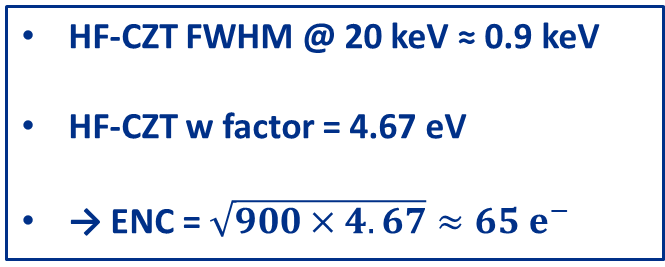 • HF-CZT FWHM @ 20 keV ≈ 0.9 keV
• HF-CZT w factor = 4.67 eV
• → ENC = √(900 × 4.67) ≈ 65 e⁻